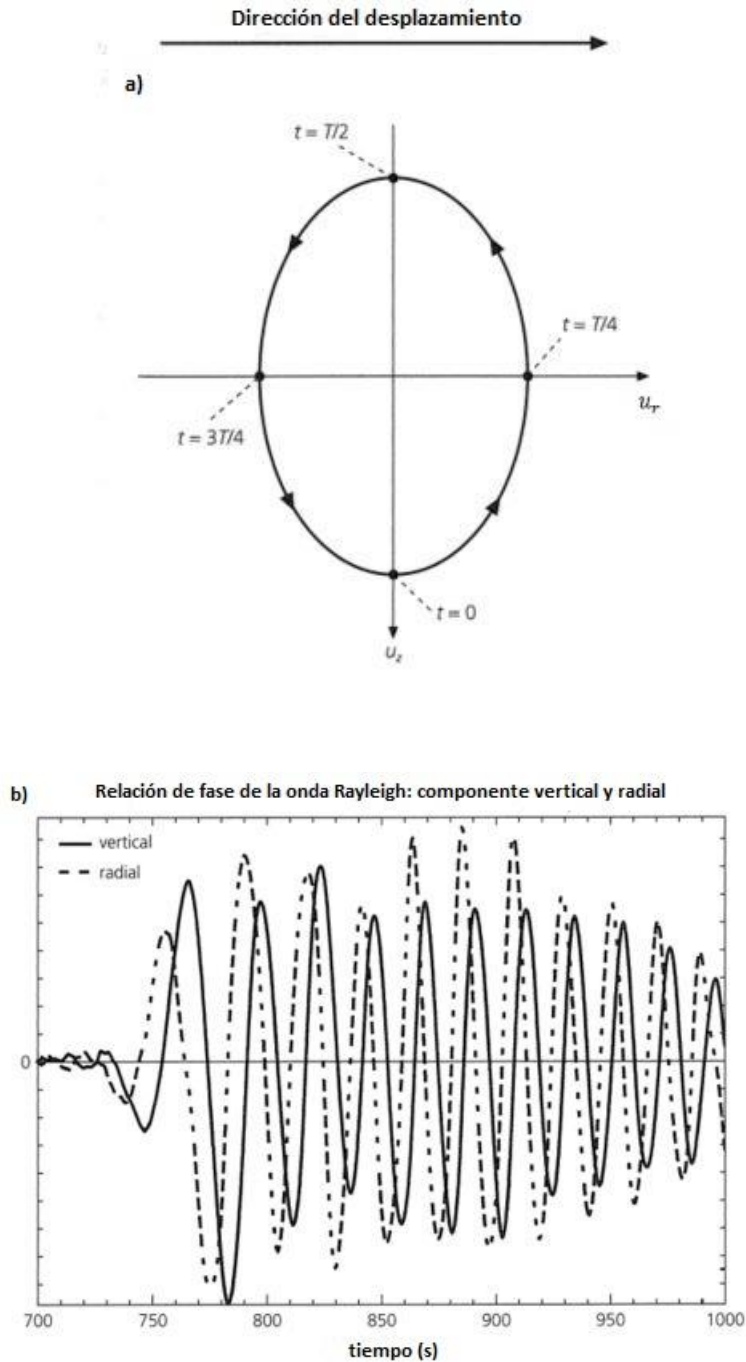 Dirección del desplazamiento
a)
t = T/2
t = T/4
u_r
t = 3T/4
t = 0
u_z
b) Relación de fase de la onda Rayleigh: componente vertical y radial
vertical
radial
0
700 750 800 850 900 950 1000
tiempo (s)